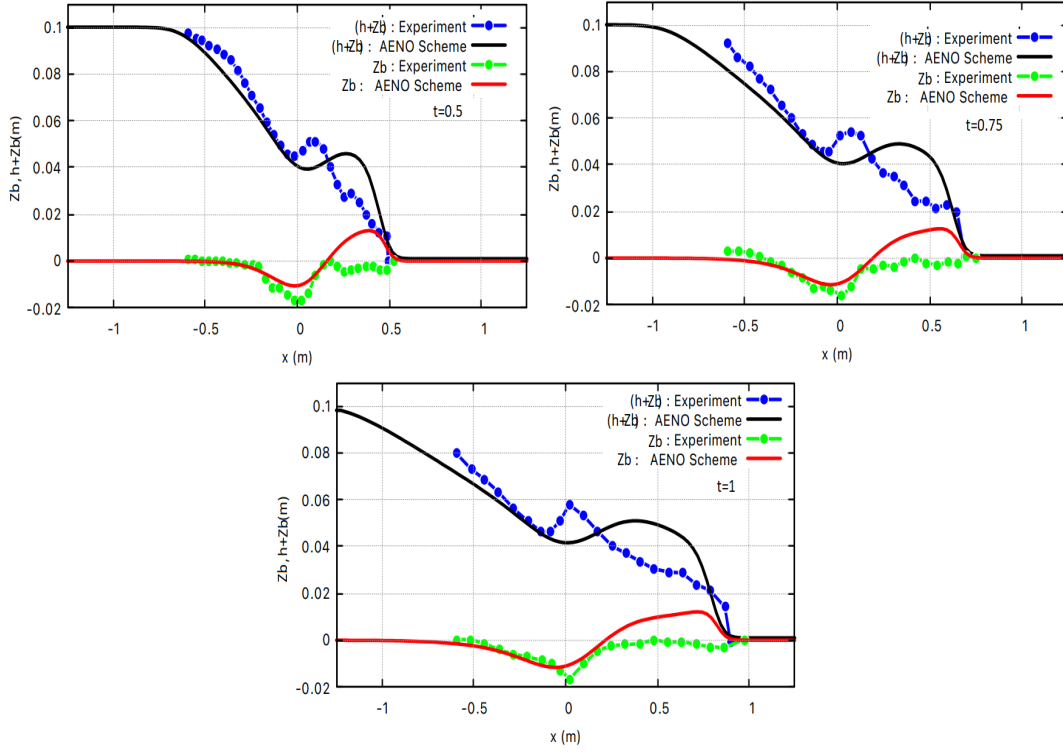 0.1
0.08
0.06
0.04
0.02
0
-0.02
Zb, h+Zb(m)
(h+Zb) : Experiment
(h+Zb) : AENO Scheme
Zb : Experiment
Zb : AENO Scheme
t=0.5
-1 -0.5 0 0.5 1
x (m)
0.1
0.08
0.06
0.04
0.02
0
-0.02
Zb, h+Zb(m)
(h+Zb) : Experiment
(h+Zb) : AENO Scheme
Zb : Experiment
Zb : AENO Scheme
t=0.75
-1 -0.5 0 0.5 1
x (m)
0.1
0.08
0.06
0.04
0.02
0
-0.02
Zb, h+Zb(m)
(h+Zb) : Experiment
(h+Zb) : AENO Scheme
Zb : Experiment
Zb : AENO Scheme
t=1
-1 -0.5 0 0.5 1
x (m)